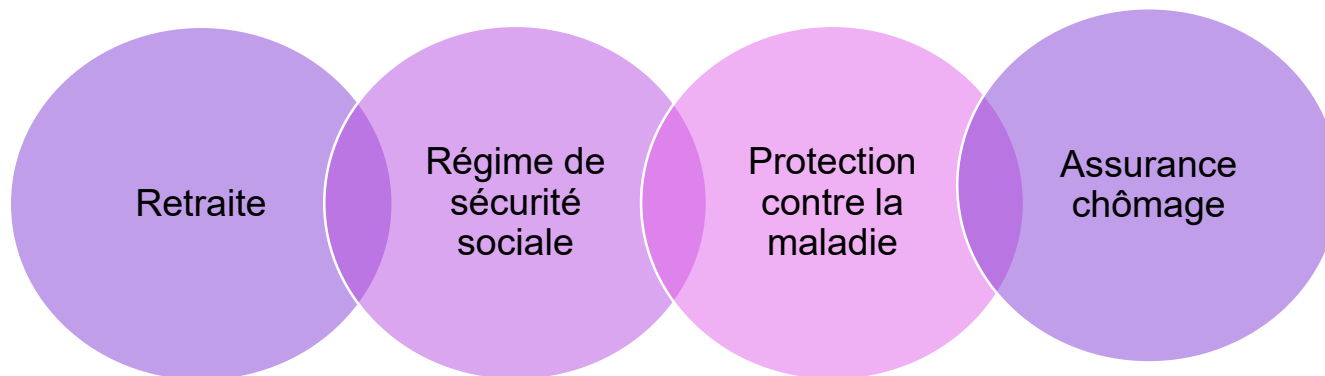 Retraite
Régime de
sécurité
sociale
Protection
contre la
maladie
Assurance
chômage